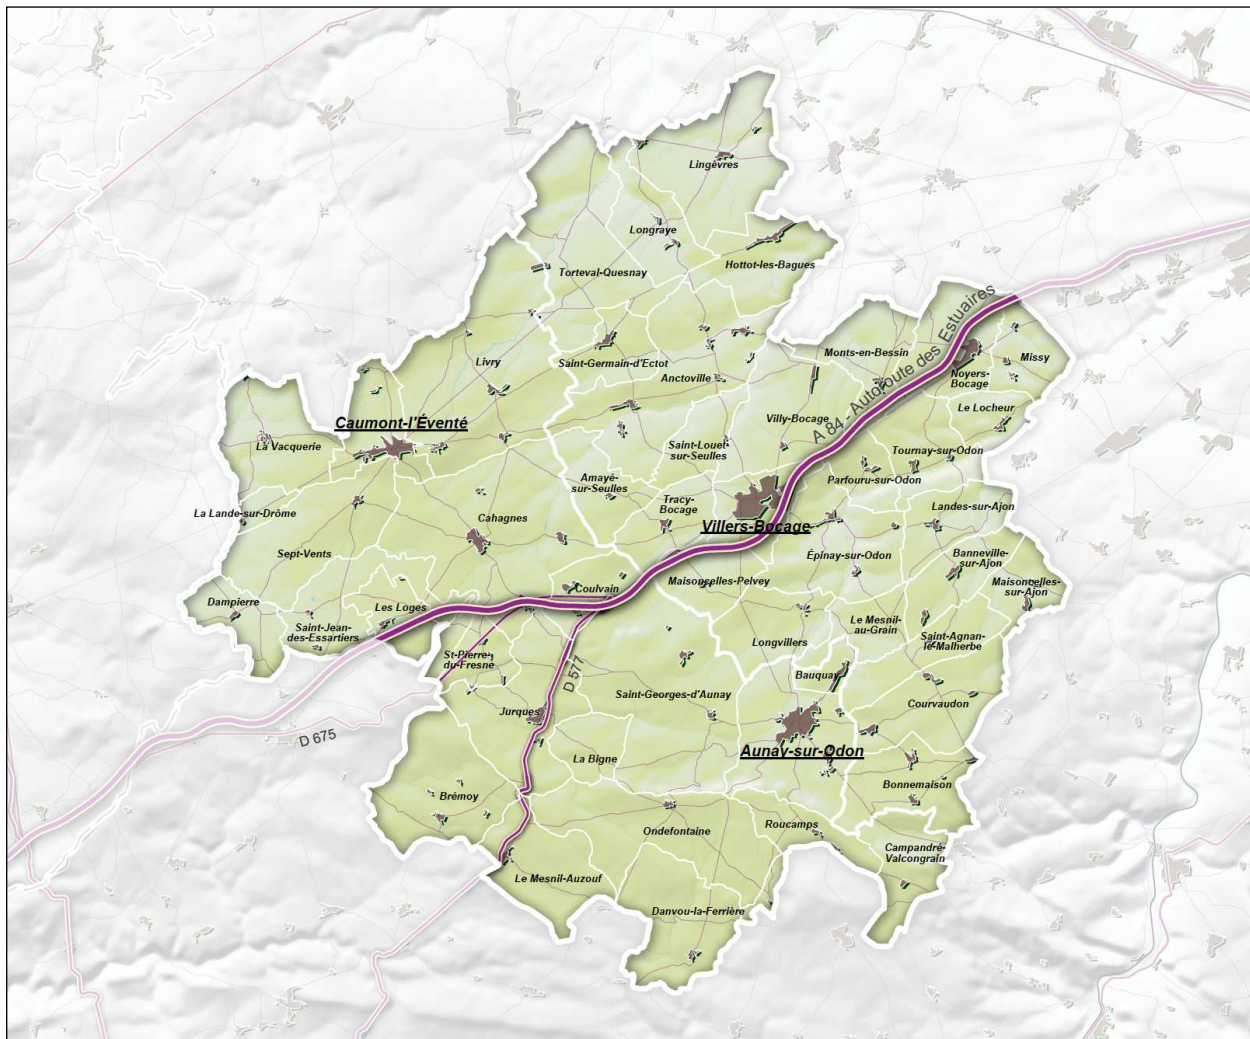 Lingèvres
Longraye
Hottot-les-Bagues
Torteval-Quesnay
A 84 - Autoroute des Estuaires
Monts-en-Bessin
Missy
Livry
Saint-Germain-d'Ectot
Noyers-
Bocage
Anctoville
Le Locheur
Villy-Bocage
Caumont-l'Éventé
La Vacquerie
Saint-Louet-
sur-Seulles
Tournay-sur-Odon
Amayé-
sur-Seulles
Parfouru-sur-Odon
Tracy-
Bocage
Landes-sur-Ajon
La Lande-sur-Drôme
Cahagnes
Villers-Bocage
Sept-Vents
Épinay-sur-Odon
Banneville-
sur-Ajon
Maisoncelles-Pelvey
Maisoncelles-
sur-Ajon
Coulvain
Dampierre
Les Loges
Saint-Jean-
des-Essartiers
Le Mesnil-
au-Grain
Longvillers
Saint-Agnan-
le-Malherbe
St-Pierre-
du-Fresne
D 577
Bauquay
Saint-Georges-d'Aunay
Courvaudon
Jurques
D 675
Aunay-sur-Odon
La Bigne
Bonnemaison
Brémoy
Roucamps
Ondefontaine
Campandré-
Valcongrain
Le Mesnil-Auzouf
Danvou-la-Ferrière